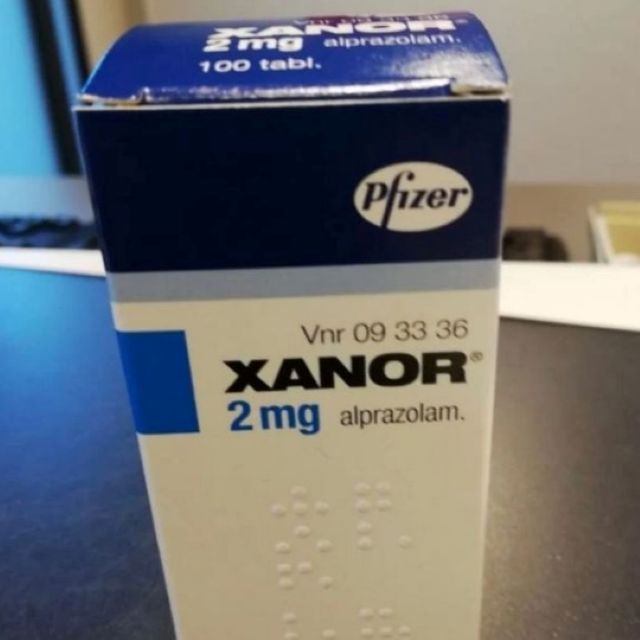 XANOR
2 mg alprazolam.
100 tabl.
Pfizer
Vnr 09 33 36
XANOR®
2 mg alprazolam.